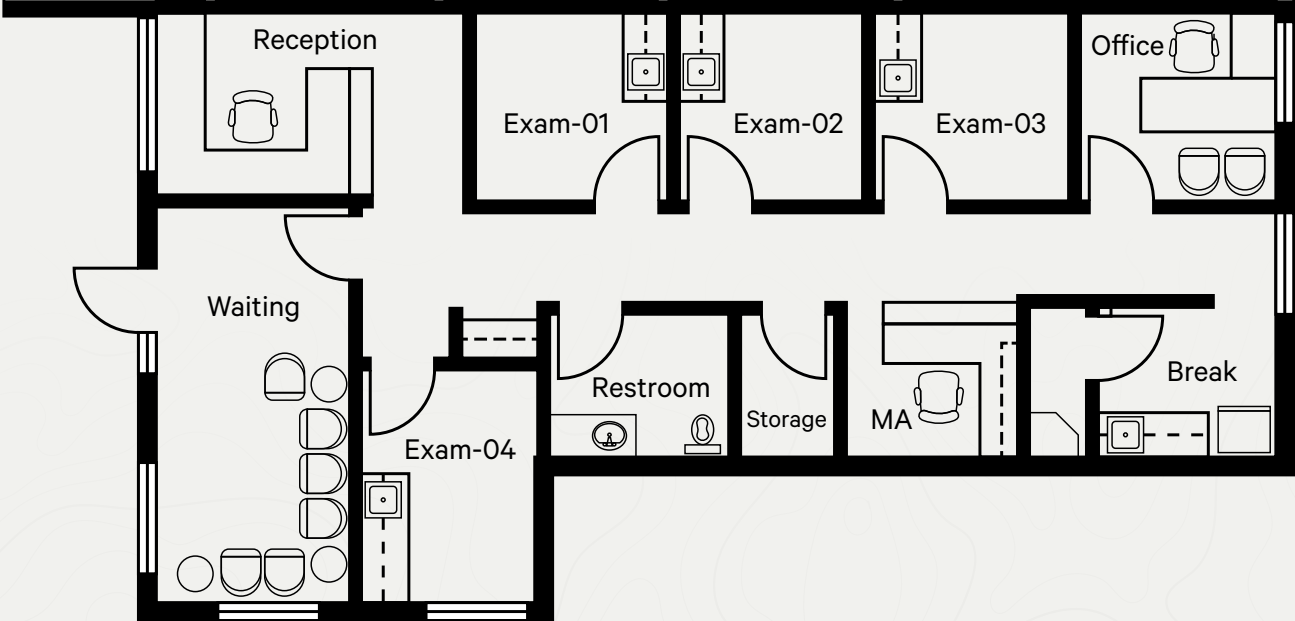 Reception
Office
Exam-01
Exam-02
Exam-03
Waiting
Restroom
Break
Storage
MA
Exam-04